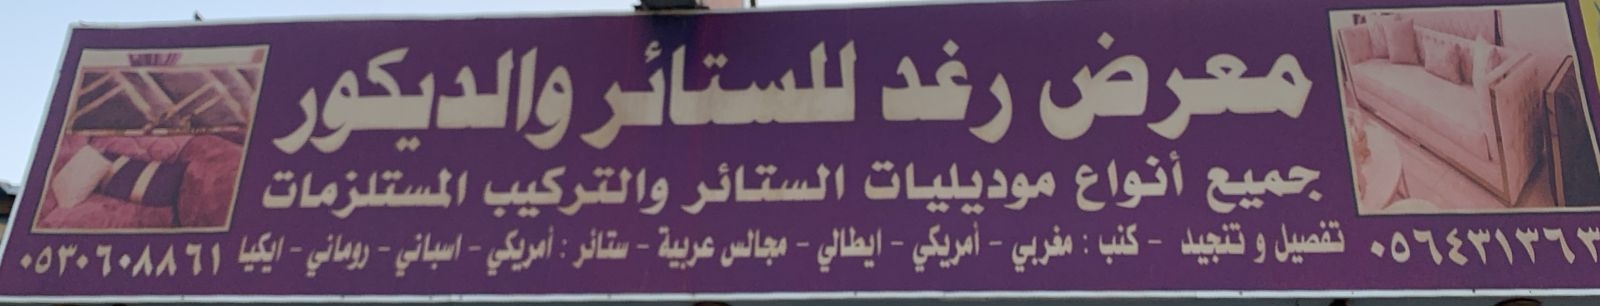 معرض رغد للستائر والديكور
جميع أنواع موديليات الستائر والتركيب المستلزمات
٠٥٦٤٣١٣٦٣ تفصيل و تنجيد - كنب : مغربي - أمريكي - ايطالي - مجالس عربية - ستائر : أمريكي - اسباني - روماني - ايكيا ٠٥٣٠٦٠٨٨٦١